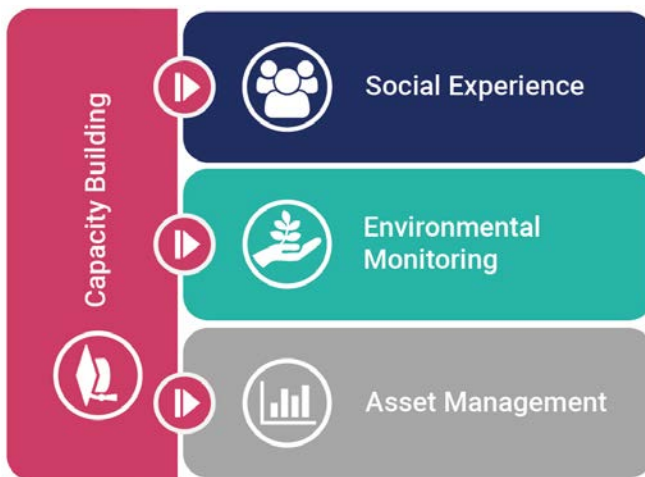 Capacity Building
Social Experience
Environmental
Monitoring
Asset Management